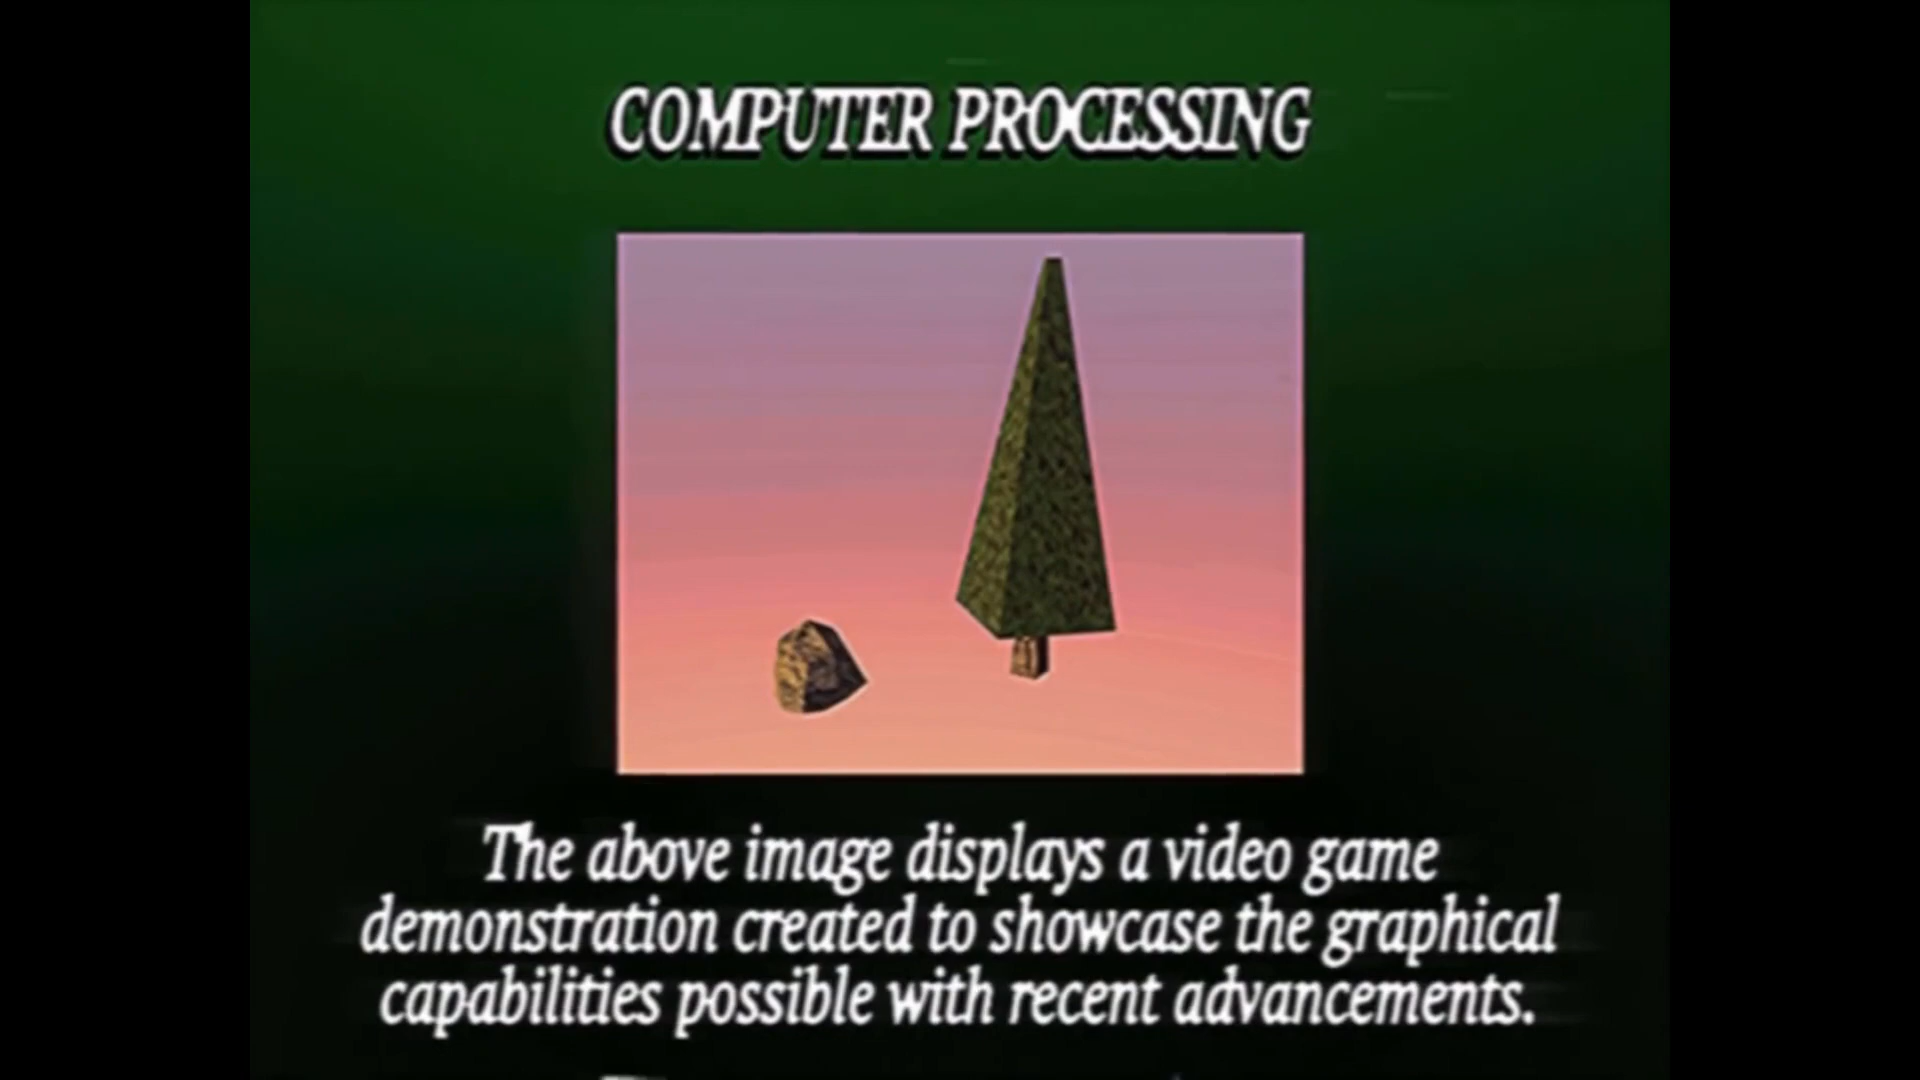 COMPUTER PROCESSING
The above image displays a video game
demonstration created to showcase the graphical
capabilities possible with recent advancements.